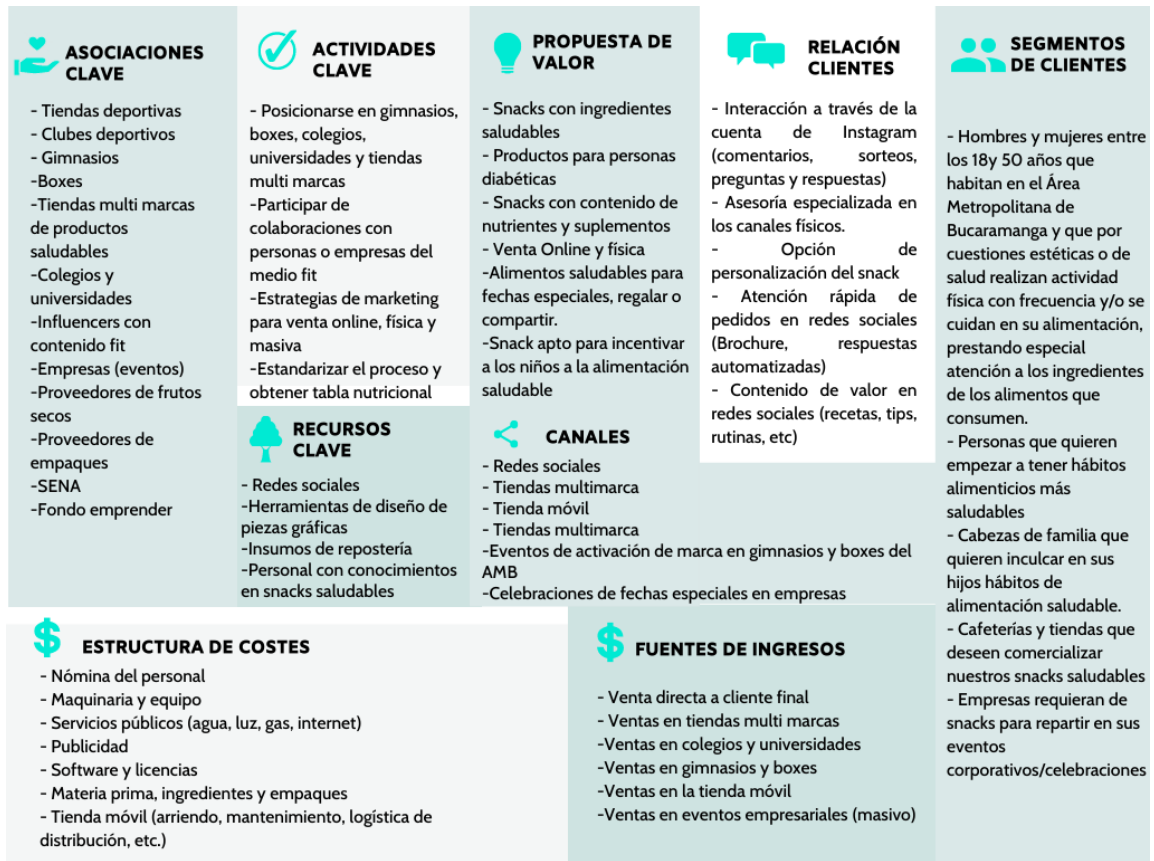 ASOCIACIONES
CLAVE
- Tiendas deportivas
- Clubes deportivos
- Gimnasios
-Boxes
-Tiendas multi marcas
de productos
saludables
-Colegios y
universidades
-Influencers con
contenido fit
-Empresas (eventos)
-Proveedores de frutos
secos
-Proveedores de
empaques
-SENA
-Fondo emprender
ACTIVIDADES
CLAVE
- Posicionarse en gimnasios,
boxes, colegios,
universidades y tiendas
multi marcas
-Participar de
colaboraciones con
personas o empresas del
medio fit
-Estrategias de marketing
para venta online, física y
masiva
-Estandarizar el proceso y
obtener tabla nutricional
RECURSOS
CLAVE
- Redes sociales
-Herramientas de diseño de
piezas gráficas
-Insumos de repostería
-Personal con conocimientos
en snacks saludables
PROPUESTA DE
VALOR
- Snacks con ingredientes
saludables
- Productos para personas
diabéticas
- Snacks con contenido de
nutrientes y suplementos
- Venta Online y física
-Alimentos saludables para
fechas especiales, regalar o
compartir.
-Snack apto para incentivar
a los niños a la alimentación
saludable
RELACIÓN
CLIENTES
- Interacción a través de la
cuenta de Instagram
(comentarios, sorteos,
preguntas y respuestas)
- Asesoría especializada en
los canales físicos.
- Opción de
personalización del snack
- Atención rápida de
pedidos en redes sociales
(Brochure, respuestas
automatizadas)
- Contenido de valor en
redes sociales (recetas, tips,
rutinas, etc)
CANALES
- Redes sociales
- Tiendas multimarca
- Tienda móvil
- Tiendas multimarca
-Eventos de activación de marca en gimnasios y boxes del
AMB
-Celebraciones de fechas especiales en empresas
SEGMENTOS
DE CLIENTES
- Hombres y mujeres entre
los 18y 50 años que
habitan en el Área
Metropolitana de
Bucaramanga y que por
cuestiones estéticas o de
salud realizan actividad
física con frecuencia y/o se
cuidan en su alimentación,
prestando especial
atención a los ingredientes
de los alimentos que
consumen.
- Personas que quieren
empezar a tener hábitos
alimenticios más
saludables
- Cabezas de familia que
quieren inculcar en sus
hijos hábitos de
alimentación saludable.
- Cafeterías y tiendas que
deseen comercializar
nuestros snacks saludables
- Empresas requieran de
snacks para repartir en sus
eventos
corporativos/celebraciones
ESTRUCTURA DE COSTES
- Nómina del personal
- Maquinaria y equipo
- Servicios públicos (agua, luz, gas, internet)
- Publicidad
- Software y licencias
- Materia prima, ingredientes y empaques
- Tienda móvil (arriendo, mantenimiento, logística de
distribución, etc.)
FUENTES DE INGRESOS
- Venta directa a cliente final
- Ventas en tiendas multi marcas
-Ventas en colegios y universidades
-Ventas en gimnasios y boxes
-Ventas en la tienda móvil
-Ventas en eventos empresariales (masivo)